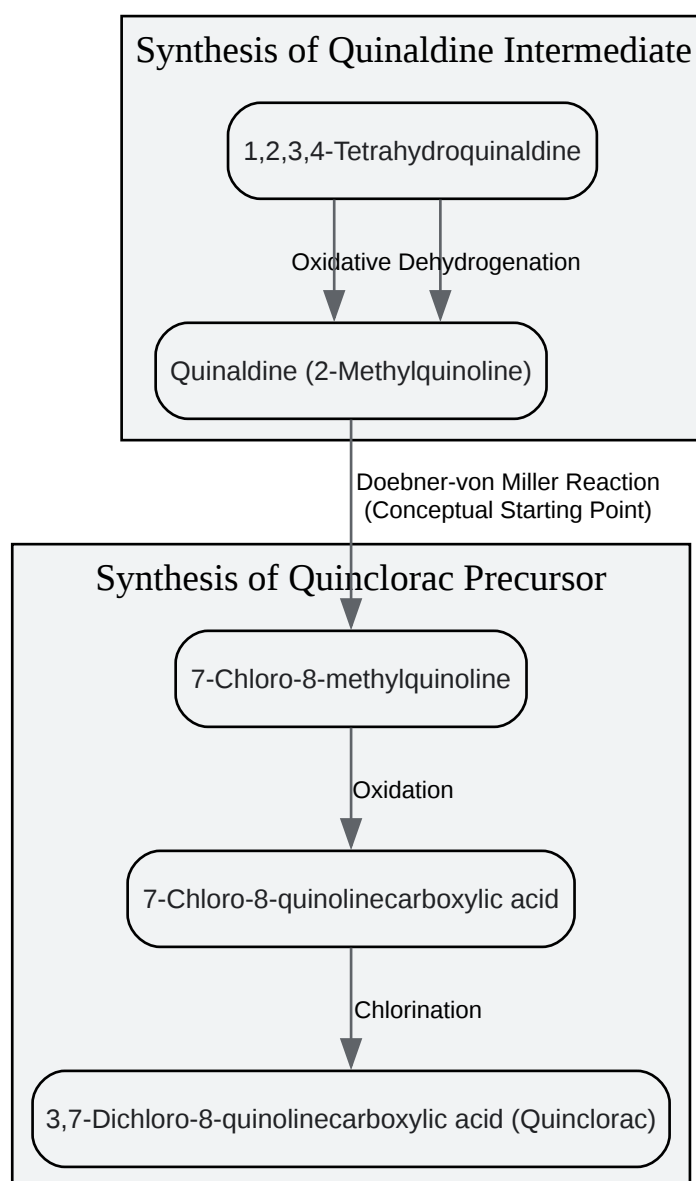 Synthesis of Quinaldine Intermediate
1,2,3,4-Tetrahydroquinaldine
Oxidative Dehydrogenation
Quinaldine (2-Methylquinoline)
Doebner-von Miller Reaction
(Conceptual Starting Point)
Synthesis of Quinclorac Precursor
7-Chloro-8-methylquinoline
Oxidation
7-Chloro-8-quinolinecarboxylic acid
Chlorination
3,7-Dichloro-8-quinolinecarboxylic acid (Quinclorac)